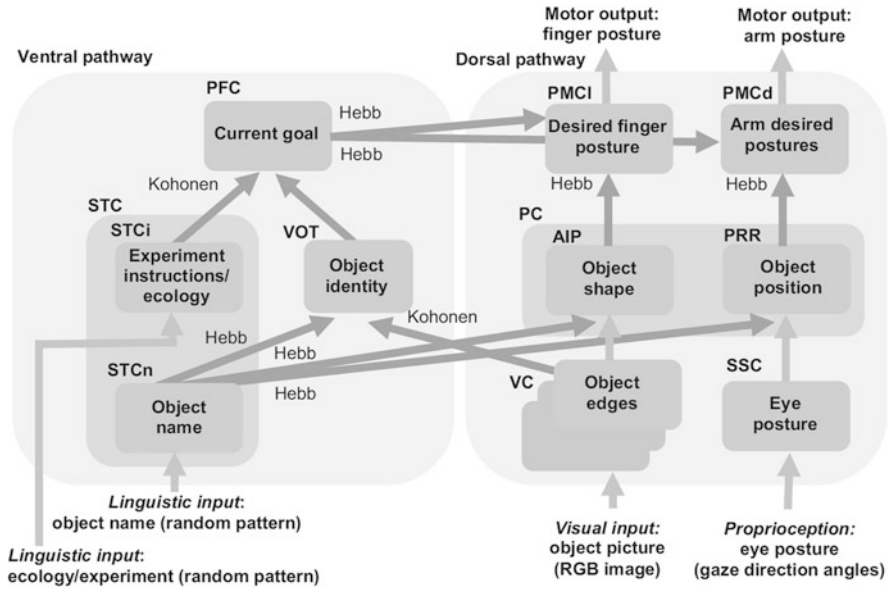 Motor output:
finger posture
Motor output:
arm posture
Ventral pathway
Dorsal pathway
PFC
Current goal
Hebb
Hebb
PMCl
Desired finger
posture
PMCd
Arm desired
postures
Kohonen
Hebb
Hebb
STC
STCi
Experiment
instructions/
ecology
VOT
Object
identity
PC
AIP
Object
shape
PRR
Object
position
Kohonen
Hebb
Hebb
Hebb
STCn
Object
name
VC
Object
edges
SSC
Eye
posture
Linguistic input:
object name (random pattern)
Linguistic input:
ecology/experiment (random pattern)
Visual input:
object picture
(RGB image)
Proprioception:
eye posture
(gaze direction angles)